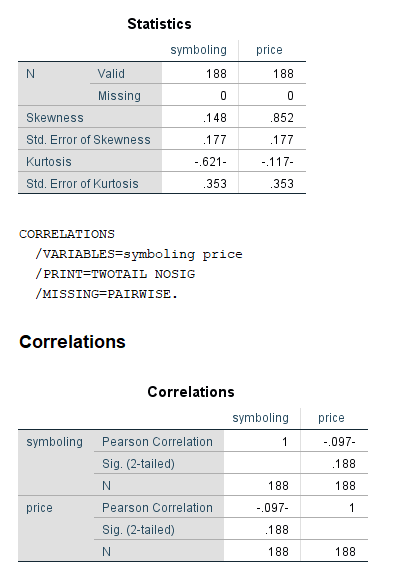 Statistics
symboling price
N Valid 188 188
Missing 0 0
Skewness .148 .852
Std. Error of Skewness .177 .177
Kurtosis -.621- -.117-
Std. Error of Kurtosis .353 .353
CORRELATIONS
/VARIABLES=symboling price
/PRINT=TWOTAIL NOSIG
/MISSING=PAIRWISE.
Correlations
Correlations
symboling price
symboling Pearson Correlation 1 -.097-
Sig. (2-tailed) .188
N 188 188
price Pearson Correlation -.097- 1
Sig. (2-tailed) .188
N 188 188